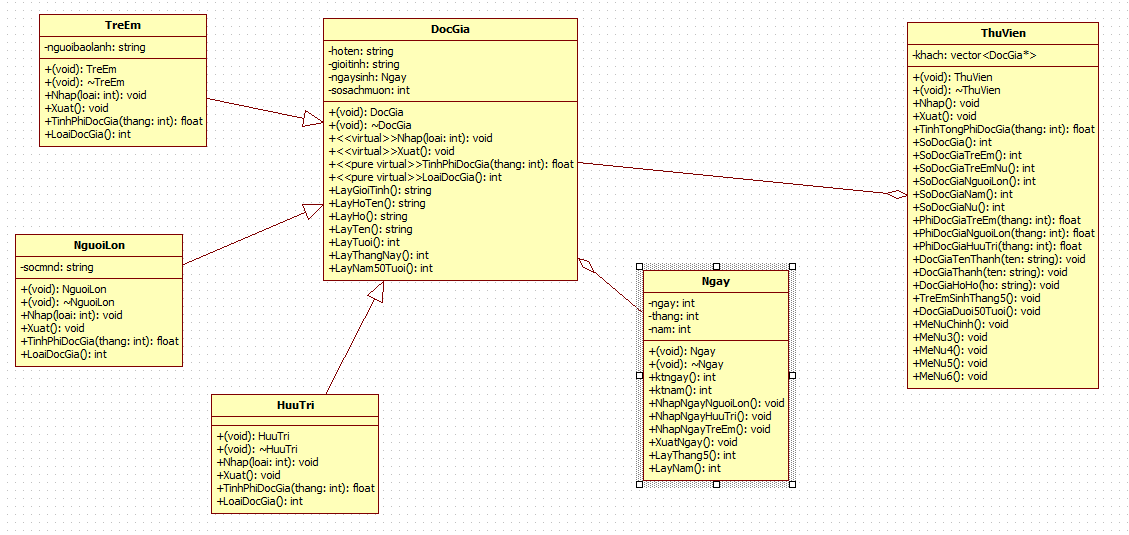 TreEm
-nguoibaolanh: string
+(void): TreEm
+(void): ~TreEm
+Nhap(loai: int): void
+Xuat(): void
+TinhPhiDocGia(thang: int): float
+LoaiDocGia(): int
DocGia
-hoten: string
-gioitinh: string
-ngaysinh: Ngay
-sosachmuon: int
+(void): DocGia
+(void): ~DocGia
+<<virtual>>Nhap(loai: int): void
+<<virtual>>Xuat(): void
+<<pure virtual>>TinhPhiDocGia(thang: int): float
+<<pure virtual>>LoaiDocGia(): int
+LayGioiTinh(): string
+LayHoTen(): string
+LayHo(): string
+LayTen(): string
+LayTuoi(): int
+LayThangNay(): int
+LayNam50Tuoi(): int
ThuVien
-khach: vector<DocGia*>
+(void): ThuVien
+(void): ~ThuVien
+Nhap(): void
+Xuat(): void
+TinhTongPhiDocGia(thang: int): float
+SoDocGia(): int
+SoDocGiaTreEm(): int
+SoDocGiaTreEmNu(): int
+SoDocGiaNguoiLon(): int
+SoDocGiaNam(): int
+SoDocGiaNu(): int
+PhiDocGiaTreEm(thang: int): float
+PhiDocGiaNguoiLon(thang: int): float
+PhiDocGiaHuuTri(thang: int): float
+DocGiaTenThanh(ten: string): void
+DocGiaThanh(ten: string): void
+DocGiaHoHo(ho: string): void
+TreEmSinhThang5(): void
+DocGiaDuoi50Tuoi(): void
+MeNuChinh(): void
+MeNu3(): void
+MeNu4(): void
+MeNu5(): void
+MeNu6(): void
NguoiLon
-socmnd: string
+(void): NguoiLon
+(void): ~NguoiLon
+Nhap(loai: int): void
+Xuat(): void
+TinhPhiDocGia(thang: int): float
+LoaiDocGia(): int
Ngay
-ngay: int
-thang: int
-nam: int
+(void): Ngay
+(void): ~Ngay
+ktngay(): int
+ktnam(): int
+NhapNgayNguoiLon(): void
+NhapNgayHuuTri(): void
+NhapNgayTreEm(): void
+XuatNgay(): void
+LayThang5(): int
+LayNam(): int
HuuTri
+(void): HuuTri
+(void): ~HuuTri
+Nhap(loai: int): void
+Xuat(): void
+TinhPhiDocGia(thang: int): float
+LoaiDocGia(): int